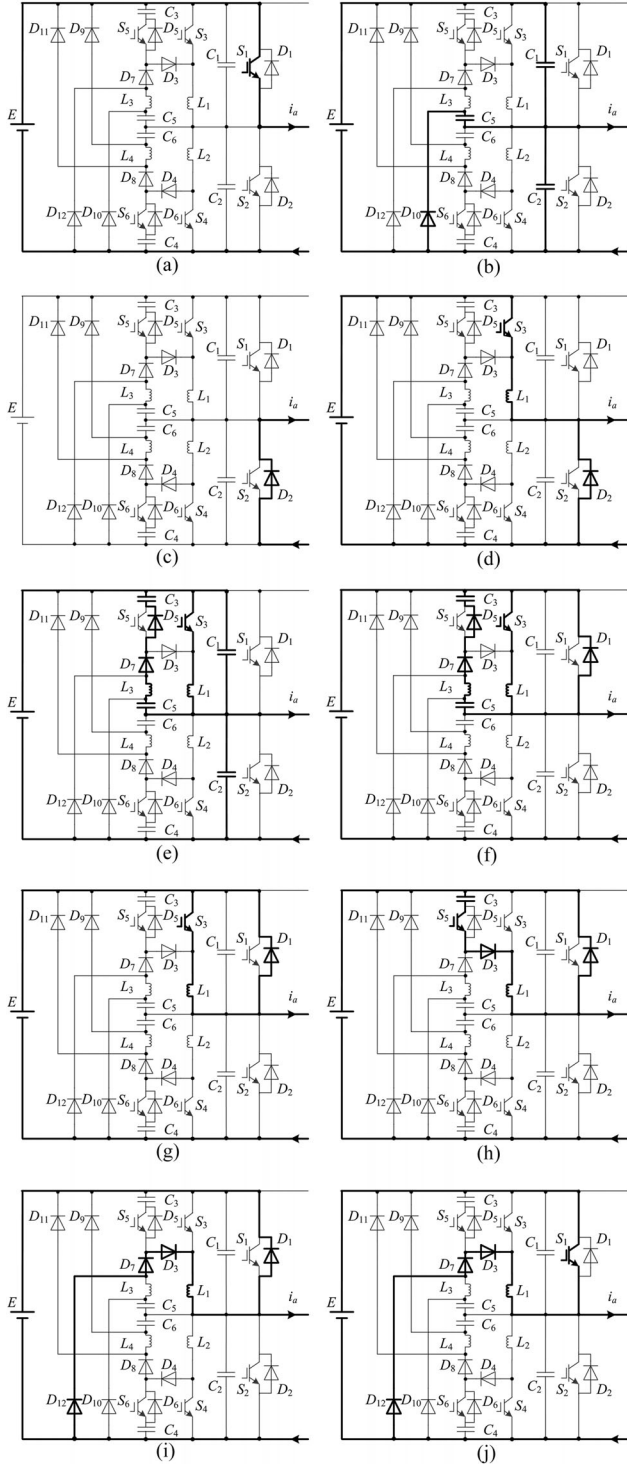 C3
D11 D9 S5 D5 S3 C1 S1 D1
D7 D3
L3 L1
E C5 ia
C6
L4 L2
D8 D4 C2 S2 D2
D12 D10 S6 D6 S4
C4
(a)
C3
D11 D9 S5 D5 S3 C1 S1 D1
D7 D3
L3 L1
E C5 ia
C6
L4 L2
D8 D4 C2 S2 D2
D12 D10 S6 D6 S4
C4
(b)
C3
D11 D9 S5 D5 S3 C1 S1 D1
D7 D3
L3 L1
E C5 ia
C6
L4 L2
D8 D4 C2 S2 D2
D12 D10 S6 D6 S4
C4
(c)
C3
D11 D9 S5 D5 S3 C1 S1 D1
D7 D3
L3 L1
E C5 ia
C6
L4 L2
D8 D4 C2 S2 D2
D12 D10 S6 D6 S4
C4
(d)
C3
D11 D9 S5 D5 S3 C1 S1 D1
D7 D3
L3 L1
E C5 ia
C6
L4 L2
D8 D4 C2 S2 D2
D12 D10 S6 D6 S4
C4
(e)
C3
D11 D9 S5 D5 S3 C1 S1 D1
D7 D3
L3 L1
E C5 ia
C6
L4 L2
D8 D4 C2 S2 D2
D12 D10 S6 D6 S4
C4
(f)
C3
D11 D9 S5 D5 S3 C1 S1 D1
D7 D3
L3 L1
E C5 ia
C6
L4 L2
D8 D4 C2 S2 D2
D12 D10 S6 D6 S4
C4
(g)
C3
D11 D9 S5 D5 S3 C1 S1 D1
D7 D3
L3 L1
E C5 ia
C6
L4 L2
D8 D4 C2 S2 D2
D12 D10 S6 D6 S4
C4
(h)
C3
D11 D9 S5 D5 S3 C1 S1 D1
D7 D3
L3 L1
E C5 ia
C6
L4 L2
D8 D4 C2 S2 D2
D12 D10 S6 D6 S4
C4
(i)
C3
D11 D9 S5 D5 S3 C1 S1 D1
D7 D3
L3 L1
E C5 ia
C6
L4 L2
D8 D4 C2 S2 D2
D12 D10 S6 D6 S4
C4
(j)